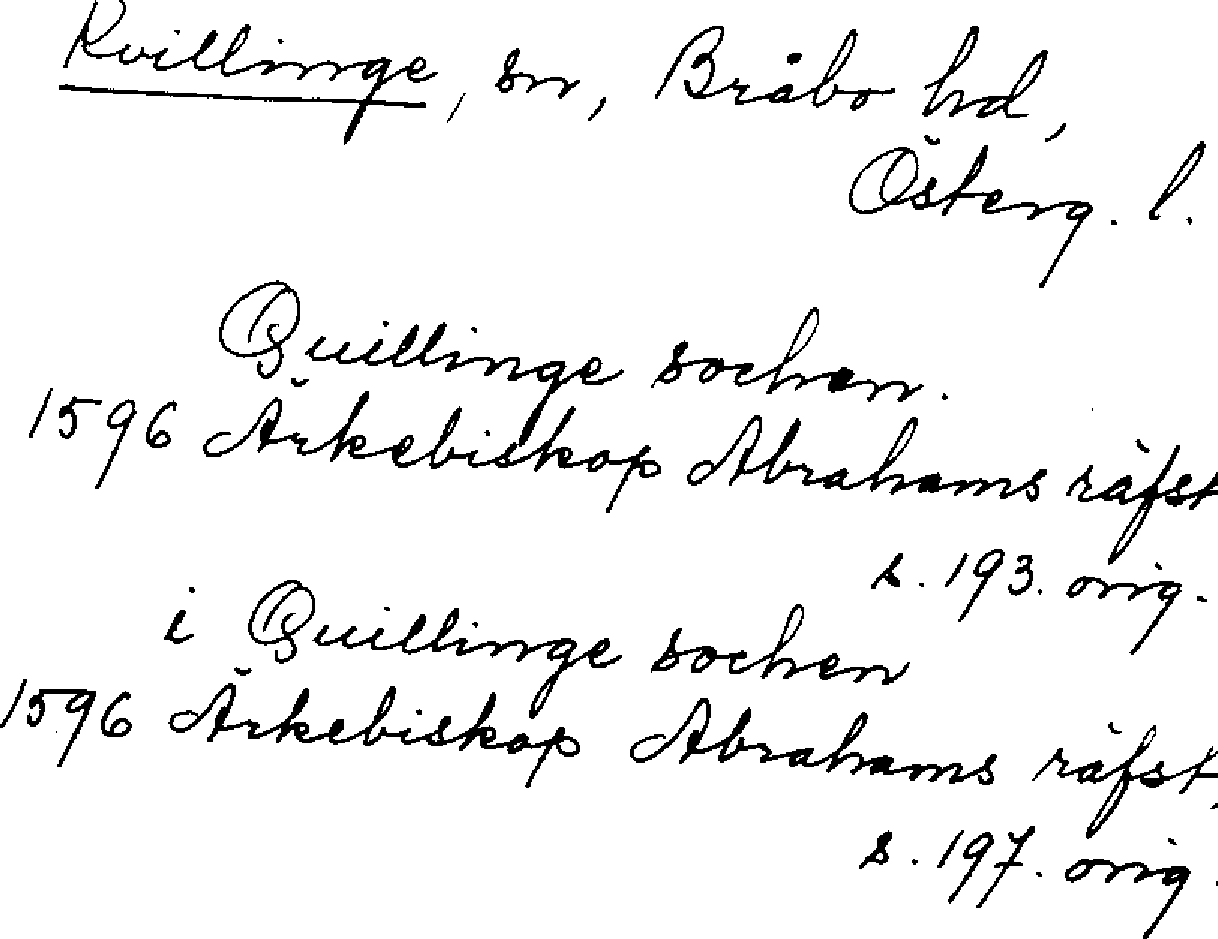 Kvillinge, sn, Bråbo hd,
Österg. l.
Quillinge sochen.
1596 Ärkebiskop Abrahams räfst
s. 193. orig.
i Quillinge sochen
1596 Ärkebiskop Abrahams räfst,
s. 197. orig.